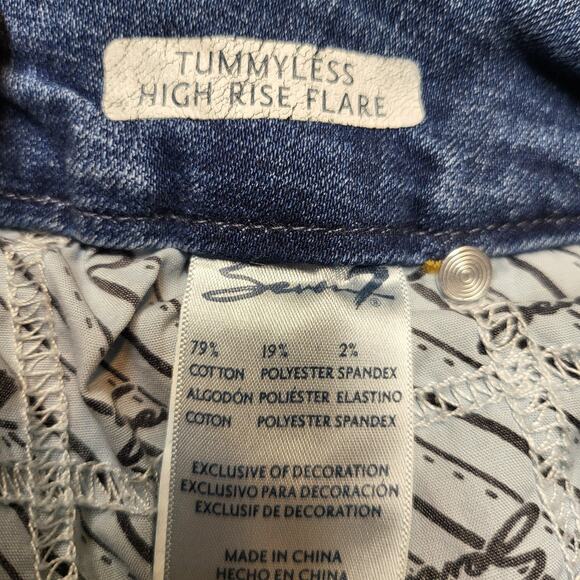 TUMMYLESS
HIGH RISE FLARE
Seven7®
79% 19% 2%
COTTON POLYESTER SPANDEX
ALGODÓN POLIÉSTER ELASTINO
COTON POLYESTER SPANDEX
EXCLUSIVE OF DECORATION
EXCLUSIVO PARA DECORACIÓN
EXCLUSIF DE DECORATION
MADE IN CHINA
HECHO EN CHINA